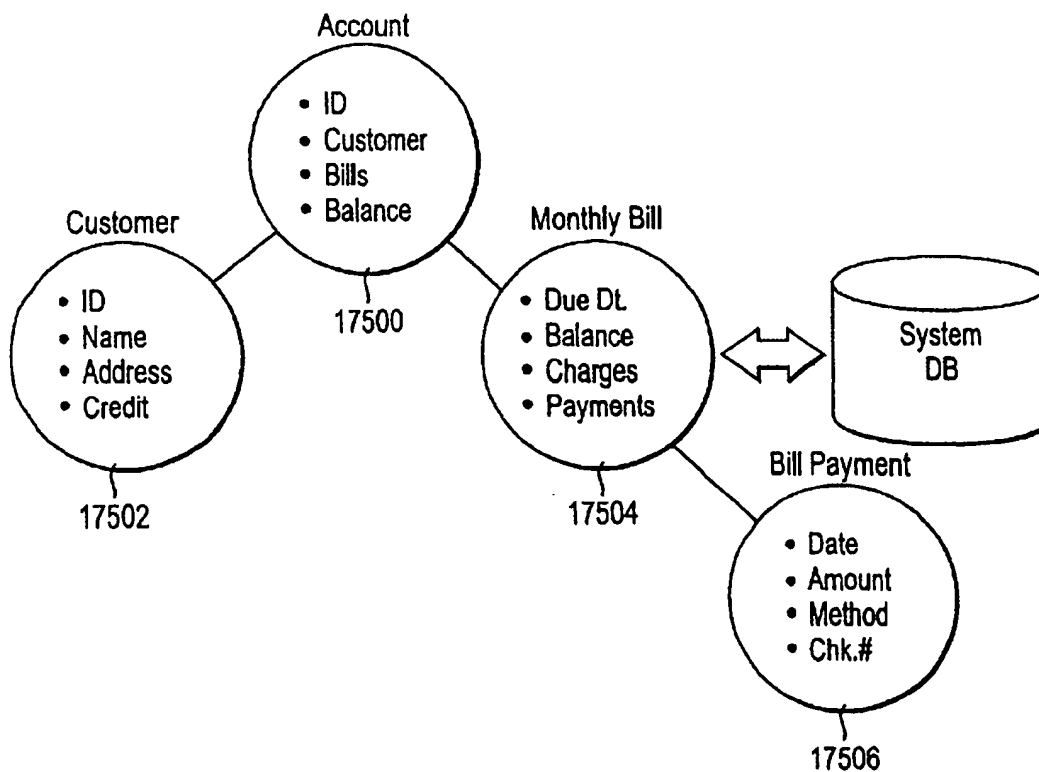 Account
• ID
• Customer
• Bills
• Balance
17500
Customer
• ID
• Name
• Address
• Credit
17502
Monthly Bill
• Due Dt.
• Balance
• Charges
• Payments
17504
System
DB
Bill Payment
• Date
• Amount
• Method
• Chk.#
17506